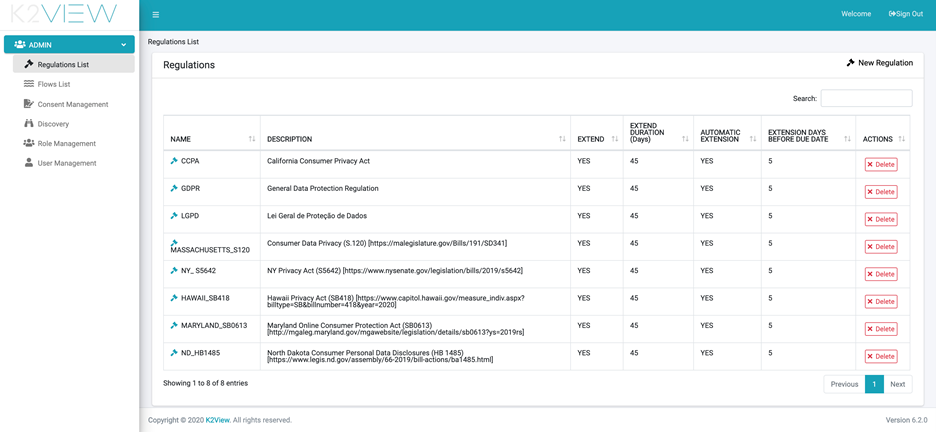 K2VIEW
Welcome
Sign Out
ADMIN
Regulations List
Flows List
Consent Management
Discovery
Role Management
User Management
Regulations List
Regulations
New Regulation
Search:
NAME DESCRIPTION EXTEND EXTEND DURATION (Days) AUTOMATIC EXTENSION EXTENSION DAYS BEFORE DUE DATE ACTIONS
CCPA California Consumer Privacy Act YES 45 YES 5 Delete
GDPR General Data Protection Regulation YES 45 YES 5 Delete
LGPD Lei Geral de Proteção de Dados YES 45 YES 5 Delete
MASSACHUSETTS_S120 Consumer Data Privacy (S.120) [https://malegislature.gov/Bills/191/SD341] YES 45 YES 5 Delete
NY_ S5642 NY Privacy Act (S5642) [https://www.nysenate.gov/legislation/bills/2019/s5642] YES 45 YES 5 Delete
HAWAII_SB418 Hawaii Privacy Act (SB418) [https://www.capitol.hawaii.gov/measure_indiv.aspx? YES 45 YES 5 Delete
billtype=SB&billnumber=418&year=2020]
MARYLAND_SB0613 Maryland Online Consumer Protection Act (SB0613) YES 45 YES 5 Delete
[http://mgaleg.maryland.gov/mgawebsite/legislation/details/sb0613?ys=2019rs]
ND_HB1485 North Dakota Consumer Personal Data Disclosures (HB 1485) YES 45 YES 5 Delete
[https://www.legis.nd.gov/assembly/66-2019/bill-actions/ba1485.html]
Showing 1 to 8 of 8 entries
Previous 1 Next
Copyright © 2020 K2View. All rights reserved.
Version 6.2.0